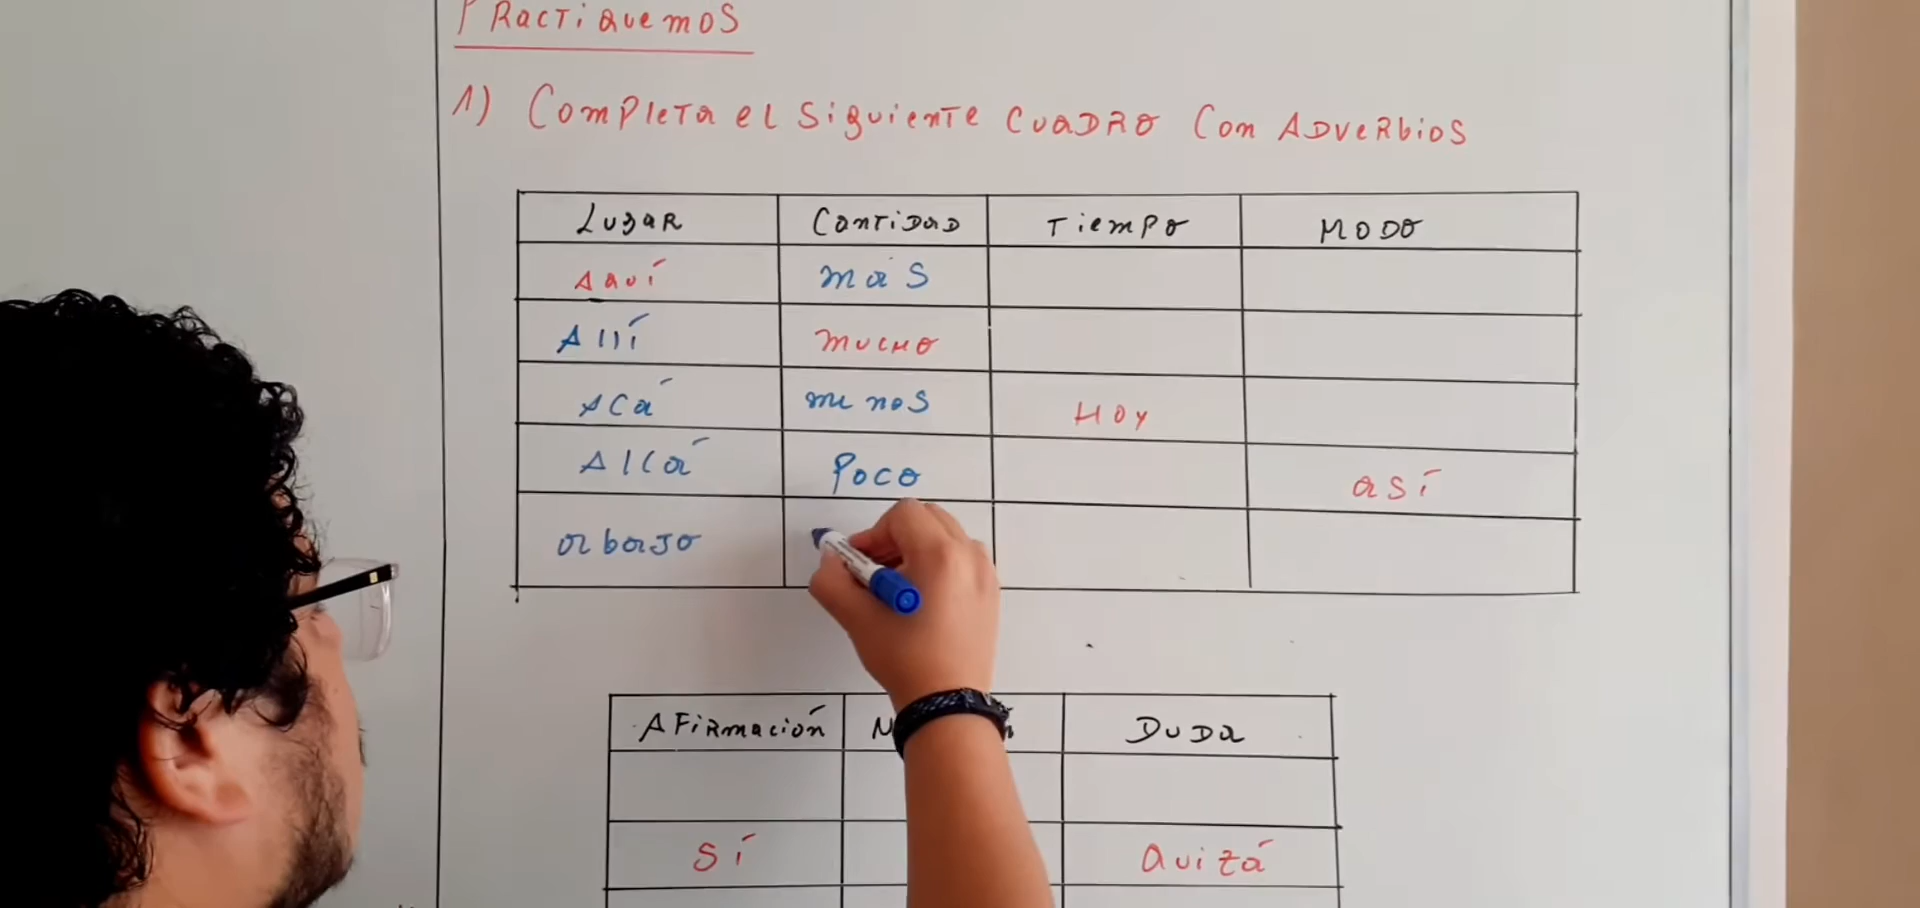 PRactiquemos
1) Completa el siguiente cuadro con adverbios
Lugar Cantidad Tiempo Modo
Aquí más
Allí mucho
Acá menos Hoy
Alcá Poco así
abajo
Afirmación Duda
Sí quizá